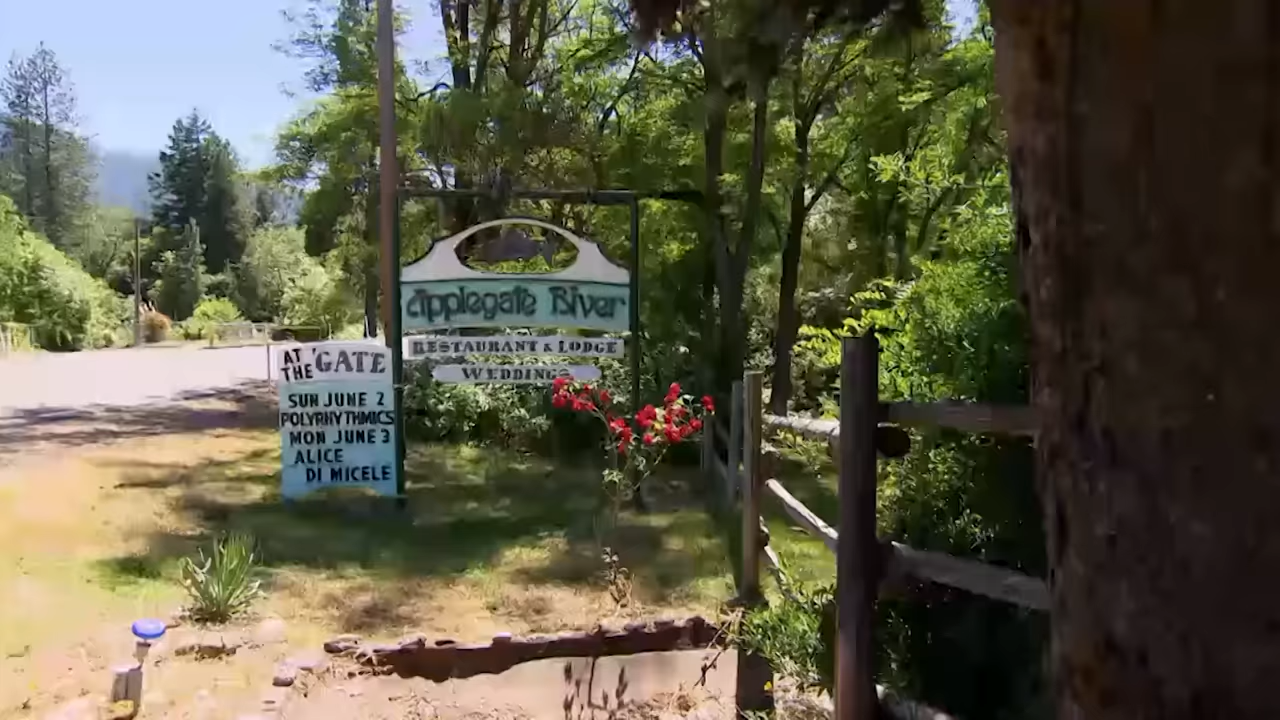 Applegate River
RESTAURANT & LODGE
WEDDINGS
AT THE 'GATE
SUN JUNE 2
POLYRHYTHMICS
MON JUNE 3
ALICE
DI MICELE